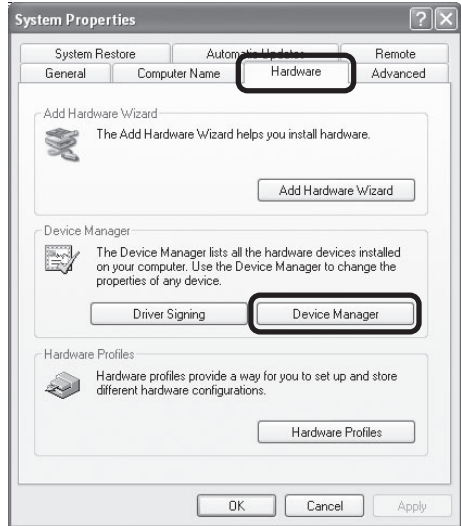 System Properties
System Restore Automatic Updates Remote
General Computer Name Hardware Advanced
Add Hardware Wizard
The Add Hardware Wizard helps you install hardware.
Add Hardware Wizard
Device Manager
The Device Manager lists all the hardware devices installed
on your computer. Use the Device Manager to change the
properties of any device.
Driver Signing Device Manager
Hardware Profiles
Hardware profiles provide a way for you to set up and store
different hardware configurations.
Hardware Profiles
OK Cancel Apply